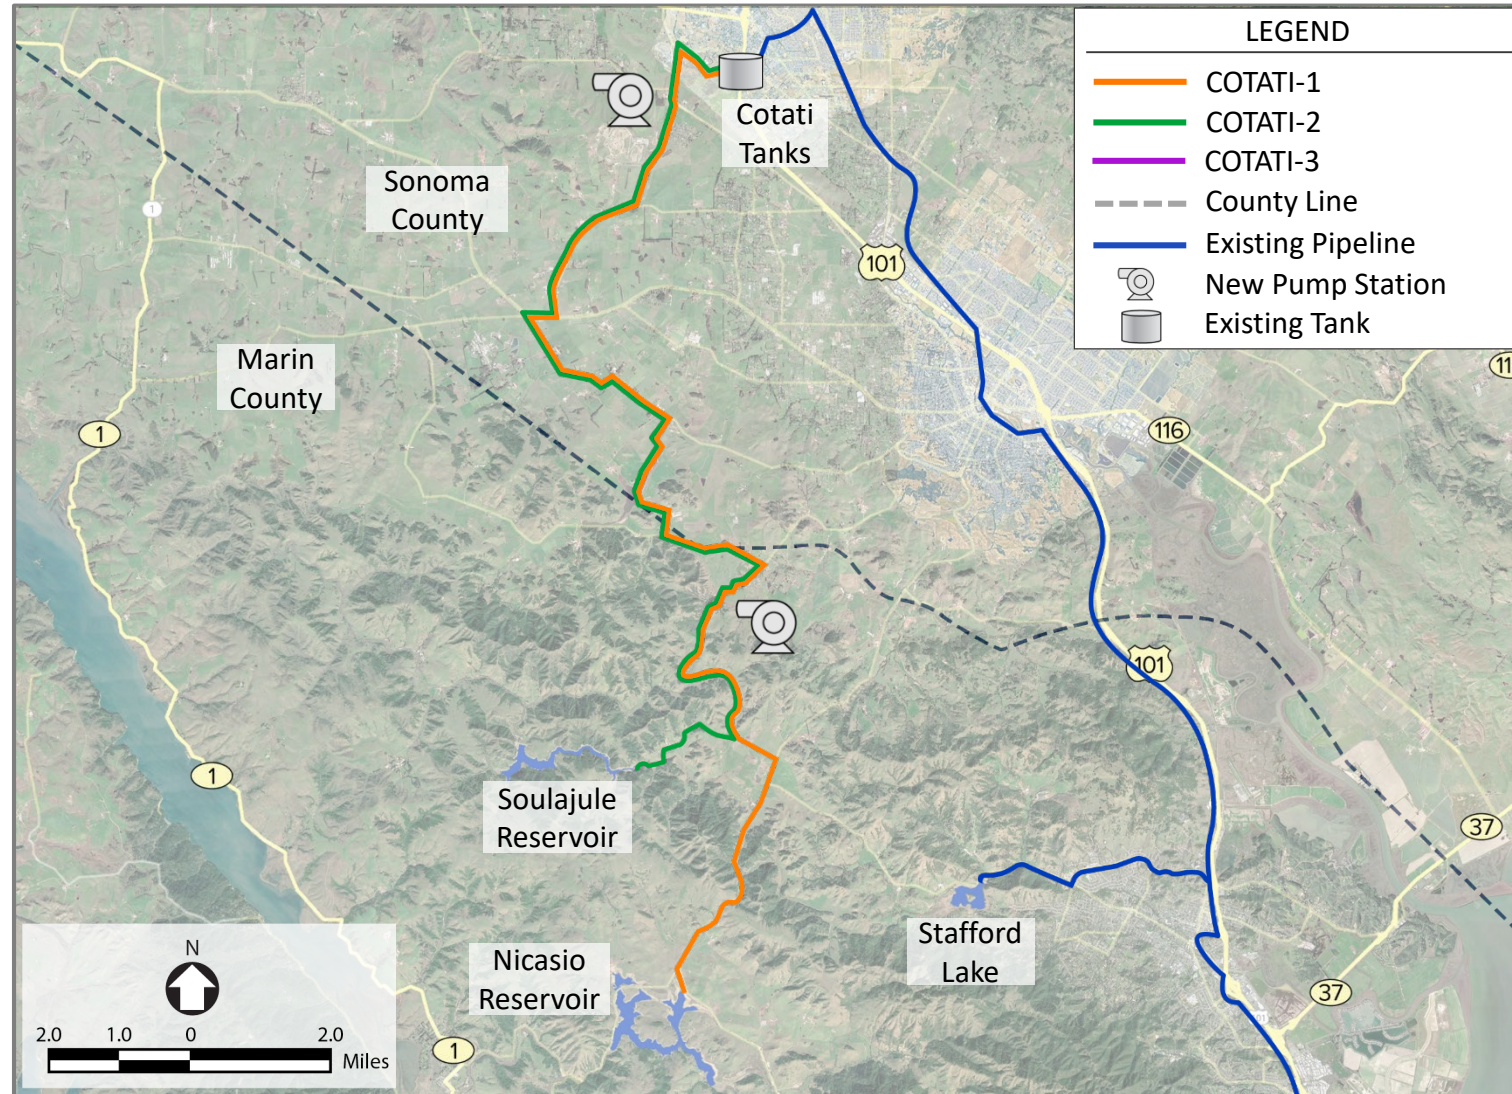 LEGEND
COTATI-1
COTATI-2
COTATI-3
County Line
Existing Pipeline
New Pump Station
Existing Tank
Cotati
Tanks
Sonoma
County
1
101
Marin
County
11
1
116
101
1
Soulajule
Reservoir
37
Stafford
Lake
Nicasio
Reservoir
37
1
N
2.0 1.0 0 2.0
Miles